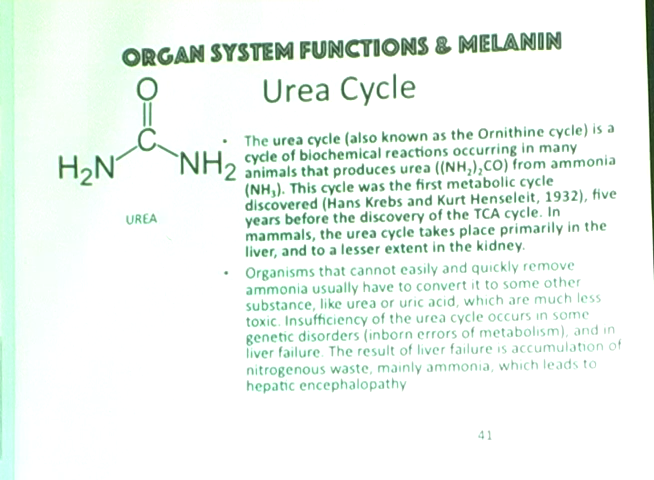 ORGAN SYSTEM FUNCTIONS & MELANIN
Urea Cycle
O
C
H₂N
NH₂
UREA
• The urea cycle (also known as the Ornithine cycle) is a
cycle of biochemical reactions occurring in many
animals that produces urea ((NH₂)₂CO) from ammonia
(NH₃). This cycle was the first metabolic cycle
discovered (Hans Krebs and Kurt Henseleit, 1932), five
years before the discovery of the TCA cycle. In
mammals, the urea cycle takes place primarily in the
liver, and to a lesser extent in the kidney.
• Organisms that cannot easily and quickly remove
ammonia usually have to convert it to some other
substance, like urea or uric acid, which are much less
toxic. Insufficiency of the urea cycle occurs in some
genetic disorders (inborn errors of metabolism), and in
liver failure. The result of liver failure is accumulation of
nitrogenous waste, mainly ammonia, which leads to
hepatic encephalopathy
41